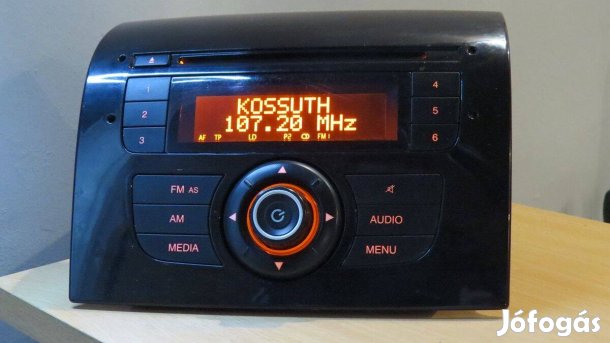 KOSSUTH
107.20 MHz
AF TP LD P2 CD FM1
1
2
3
4
5
6
FM AS
AM
MEDIA
AUDIO
MENU
Jófogás